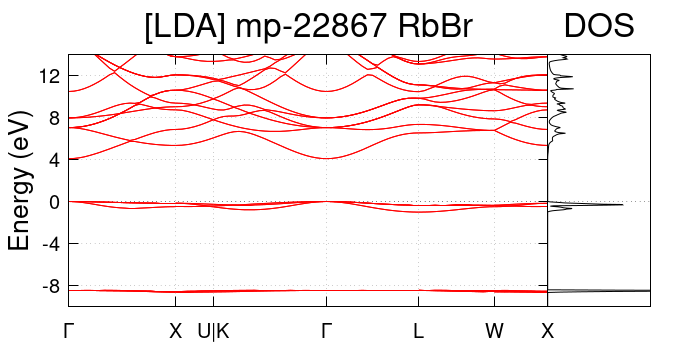 [LDA] mp-22867 RbBr
DOS
Energy (eV)
12
8
4
0
-4
-8
Γ X U|K Γ L W X